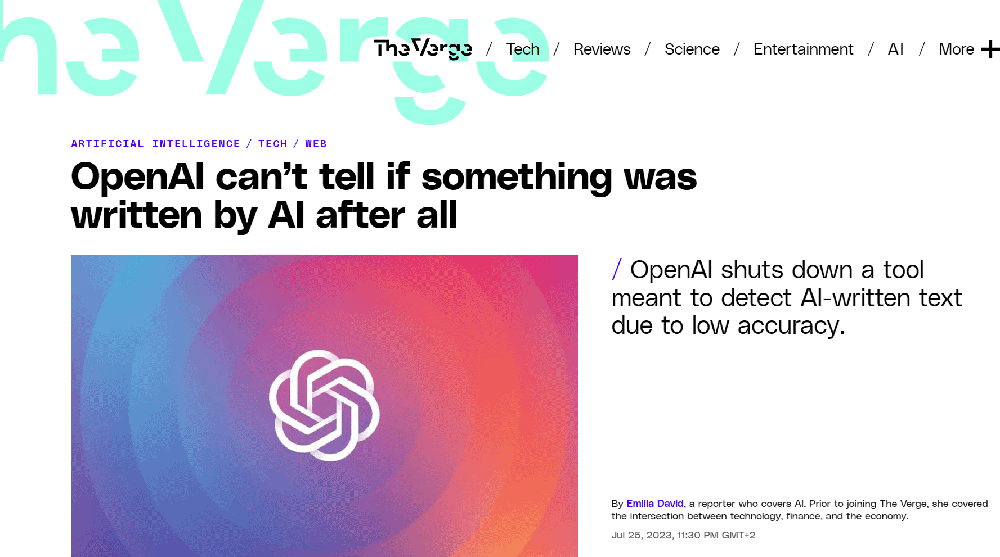 The Verge
The Verge / Tech / Reviews / Science / Entertainment / AI / More +
ARTIFICIAL INTELLIGENCE / TECH / WEB
OpenAI can’t tell if something was
written by AI after all
/ OpenAI shuts down a tool
meant to detect AI-written text
due to low accuracy.
By Emilia David, a reporter who covers AI. Prior to joining The Verge, she covered
the intersection between technology, finance, and the economy.
Jul 25, 2023, 11:30 PM GMT+2